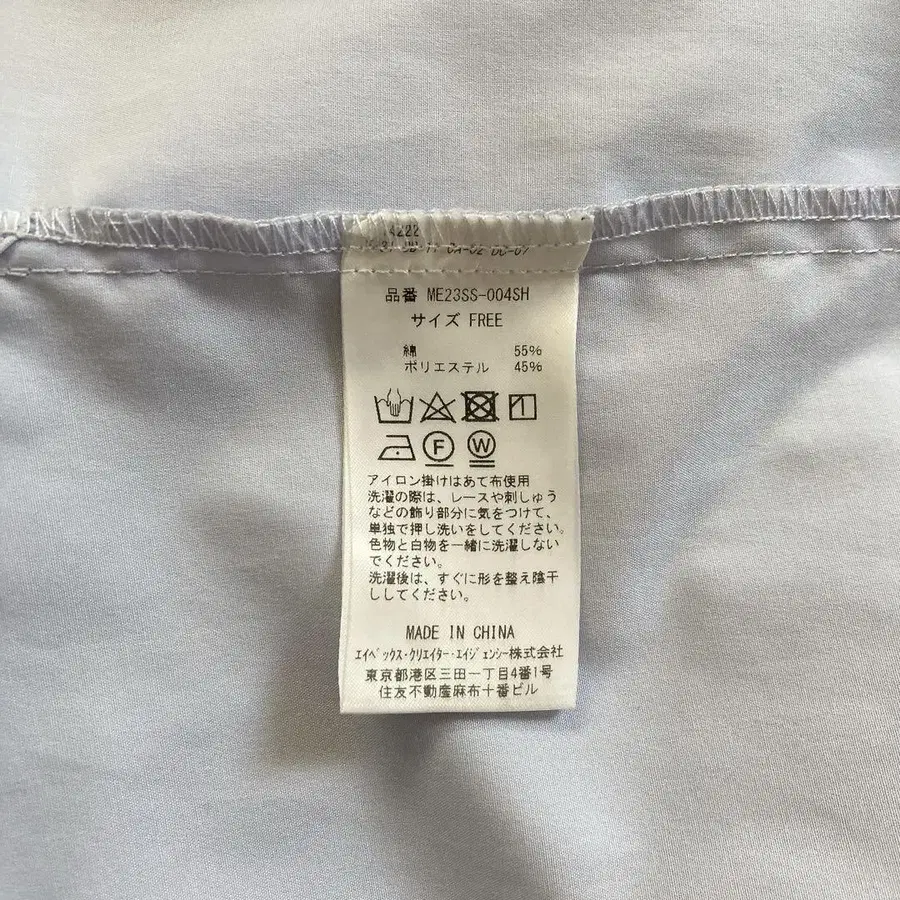 4222
品番 ME23SS-004SH
サイズ FREE
綿 55%
ポリエステル 45%
F W
アイロン掛けはあて布使用
洗濯の際は、レースや刺しゅう
などの飾り部分に気をつけて、
単独で押し洗いをしてください。
色物と白物を一緒に洗濯しない
でください。
洗濯後は、すぐに形を整え陰干
ししてください。
MADE IN CHINA
エイベックス・クリエイター・エイジェンシー株式会社
東京都港区三田一丁目4番1号
住友不動産麻布十番ビル